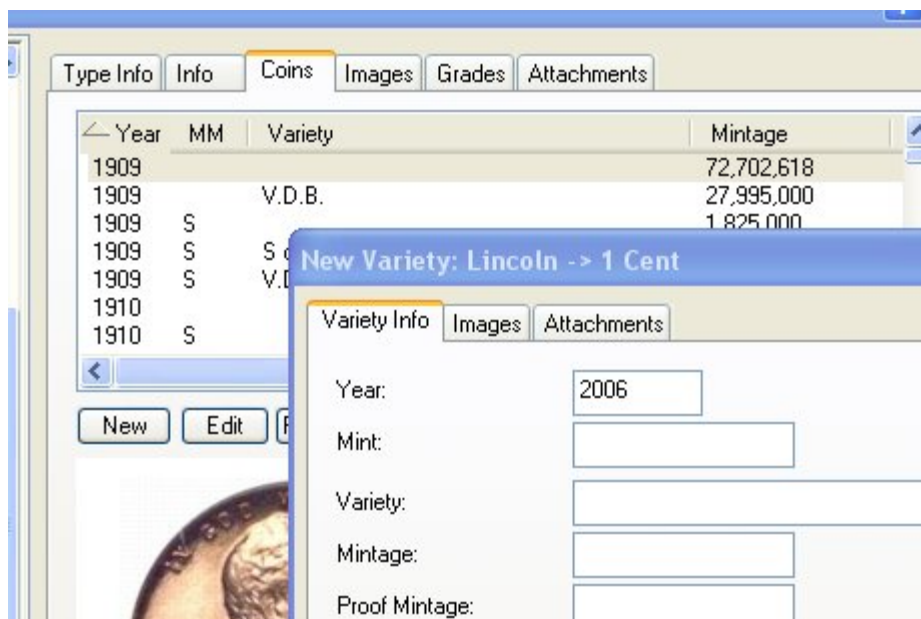 Type Info Info Coins Images Grades Attachments
Year MM Variety Mintage
1909 72,702,618
1909 V.D.B. 27,995,000
1909 S 1,825,000
1909 S S
1909 S V.D
1910
1910 S
New Variety: Lincoln -> 1 Cent
Variety Info Images Attachments
New Edit
Year: 2006
Mint:
Variety:
Mintage:
Proof Mintage:
IN GOD